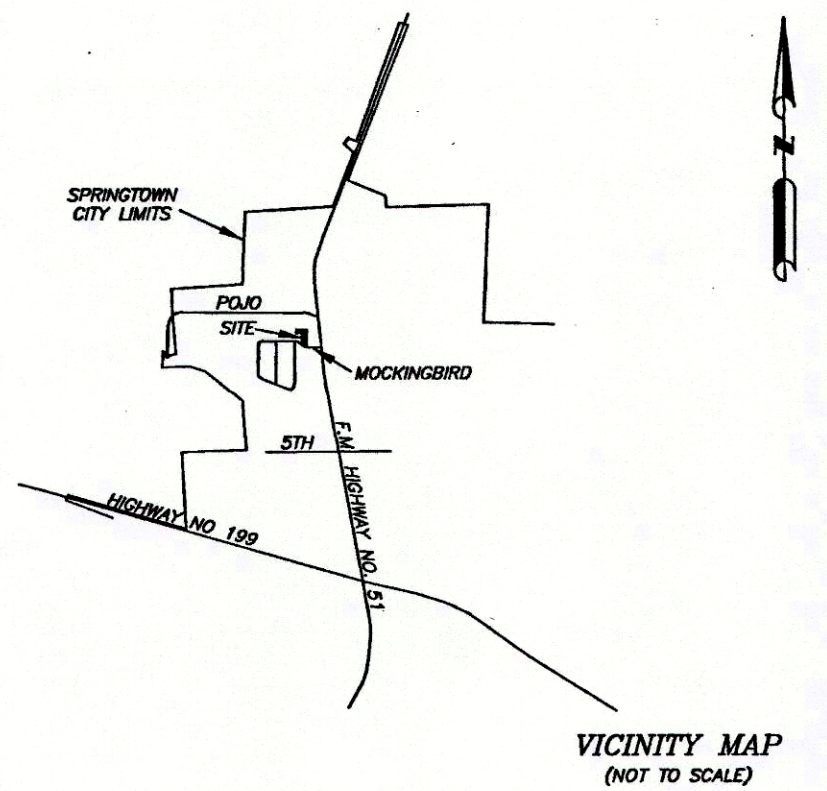 N
SPRINGTOWN
CITY LIMITS
POJO
SITE
MOCKINGBIRD
5TH
F.M HIGHWAY NO. 51
HIGHWAY NO 199
VICINITY MAP
(NOT TO SCALE)